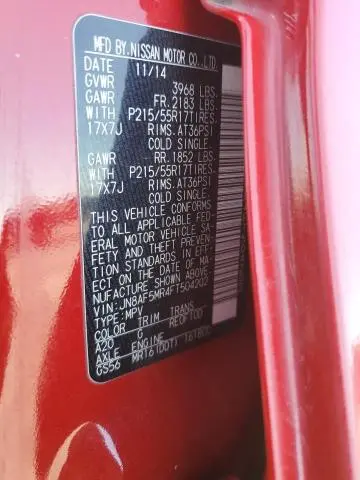 MFD BY.NISSAN MOTOR CO.,LTD.
DATE 11/14
GVWR 3968 LBS.
GAWR FR.2183 LBS.
WITH P215/55R17TIRES.
17X7J RIMS.AT36PSI
COLD SINGLE.
GAWR RR.1852 LBS.
WITH P215/55R17TIRES.
17X7J RIMS.AT36PSI
COLD SINGLE.
THIS VEHICLE CONFORMS
TO ALL APPLICABLE FED-
ERAL MOTOR VEHICLE SA-
FETY AND THEFT PREVEN-
TION STANDARDS IN EFF-
ECT ON THE DATE OF MA-
NUFACTURE SHOWN ABOVE
VIN:JN8AF5MR4FT504202
TYPE:MPV
COLOR TRIM TRANS
A20 G
AXLE ENGINE
GS56 MR16(DOT)